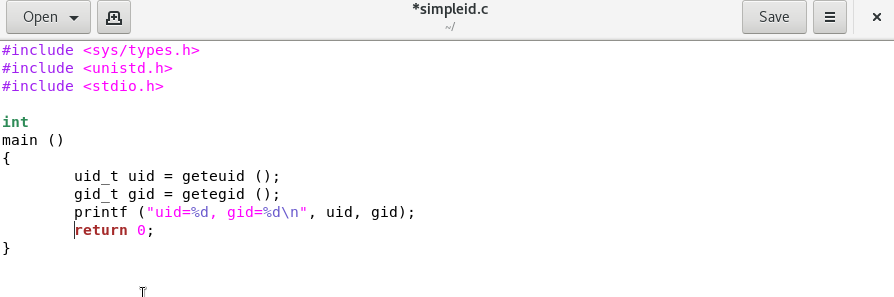 Open
*simpleid.c
~/
Save
#include <sys/types.h>
#include <unistd.h>
#include <stdio.h>

int
main ()
{
        uid_t uid = geteuid ();
        gid_t gid = getegid ();
        printf ("uid=%d, gid=%d\n", uid, gid);
        return 0;
}